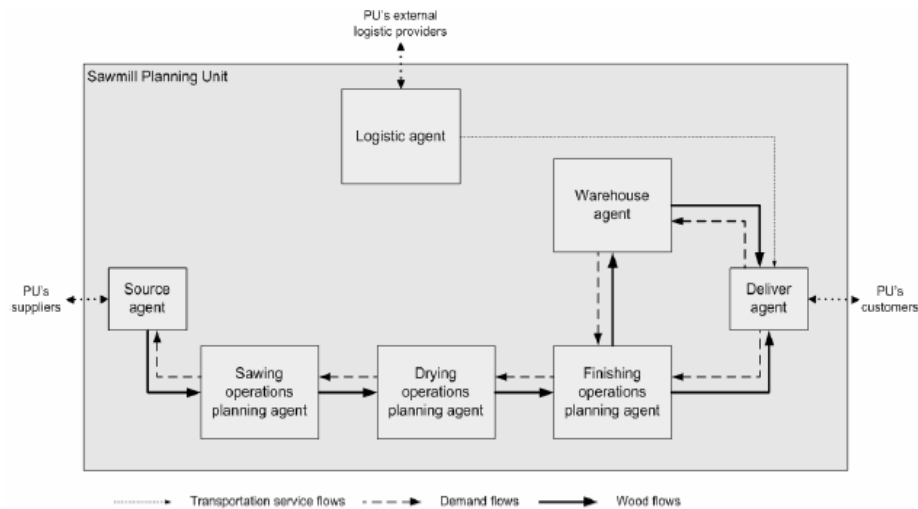 PU's external
logistic providers
Sawmill Planning Unit
Logistic agent
Warehouse
agent
PU's
suppliers
Source
agent
Deliver
agent
PU's
customers
Sawing
operations
planning agent
Drying
operations
planning agent
Finishing
operations
planning agent
Transportation service flows
Demand flows
Wood flows